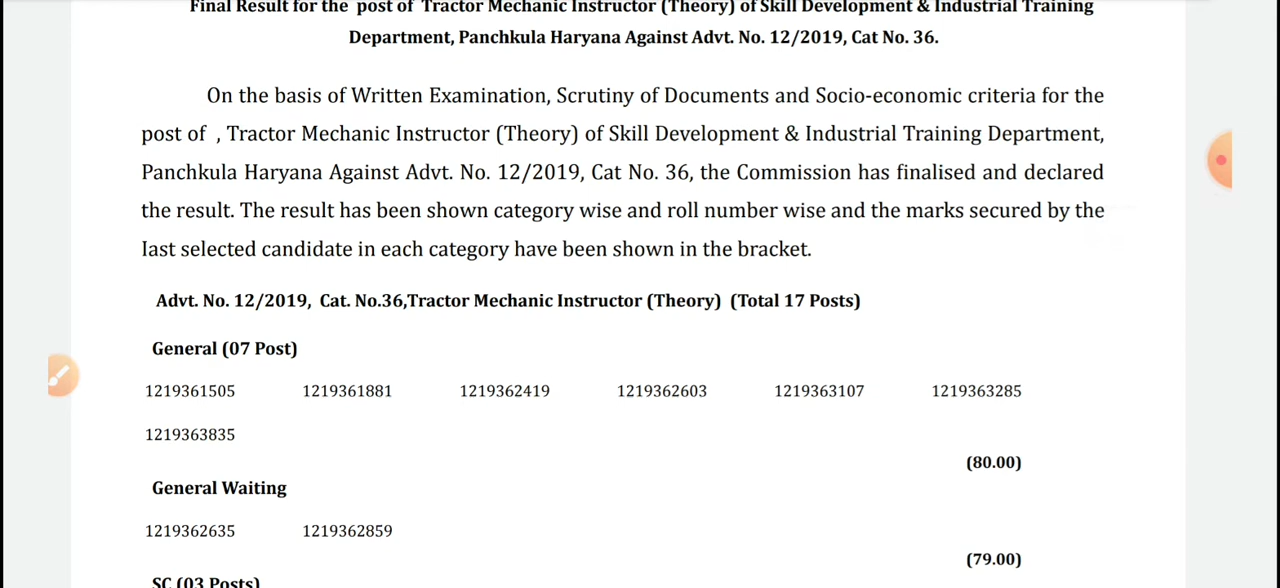 Final Result for the post of Tractor Mechanic Instructor (Theory) of Skill Development & Industrial Training
Department, Panchkula Haryana Against Advt. No. 12/2019, Cat No. 36.
On the basis of Written Examination, Scrutiny of Documents and Socio-economic criteria for the
post of , Tractor Mechanic Instructor (Theory) of Skill Development & Industrial Training Department,
Panchkula Haryana Against Advt. No. 12/2019, Cat No. 36, the Commission has finalised and declared
the result. The result has been shown category wise and roll number wise and the marks secured by the
last selected candidate in each category have been shown in the bracket.
Advt. No. 12/2019, Cat. No.36,Tractor Mechanic Instructor (Theory) (Total 17 Posts)
General (07 Post)
1219361505 1219361881 1219362419 1219362603 1219363107 1219363285
1219363835
(80.00)
General Waiting
1219362635 1219362859
(79.00)
SC (03 Posts)